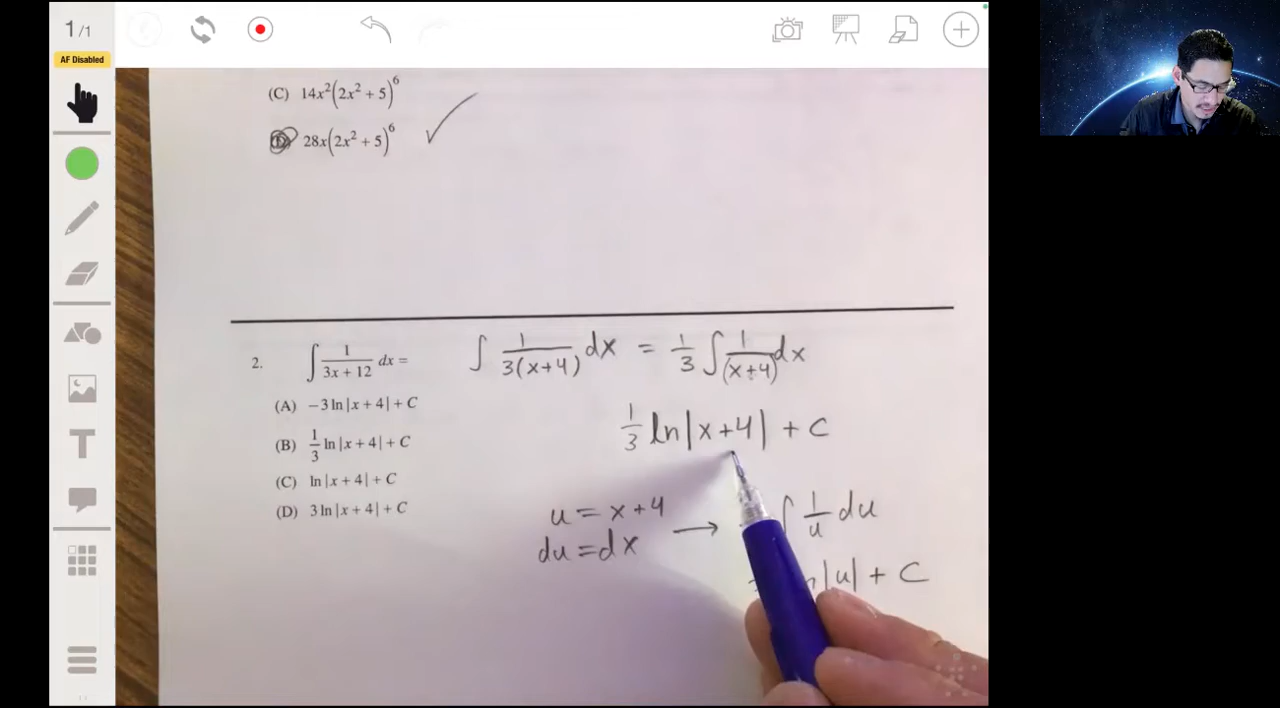 1/1
AF Disabled
(C) 14x²(2x² + 5)⁶
(D) 28x(2x² + 5)⁶ ✓
2. ∫ 1/(3x + 12) dx =
∫ 1/(3(x+4)) dx = 1/3 ∫ 1/(x+4) dx
(A) −3 ln|x + 4| + C
(B) 1/3 ln|x + 4| + C
(C) ln|x + 4| + C
(D) 3 ln|x + 4| + C
1/3 ln|x+4| + C
u = x+4
du = dx
→ ∫ 1/u du
|u| + C
T